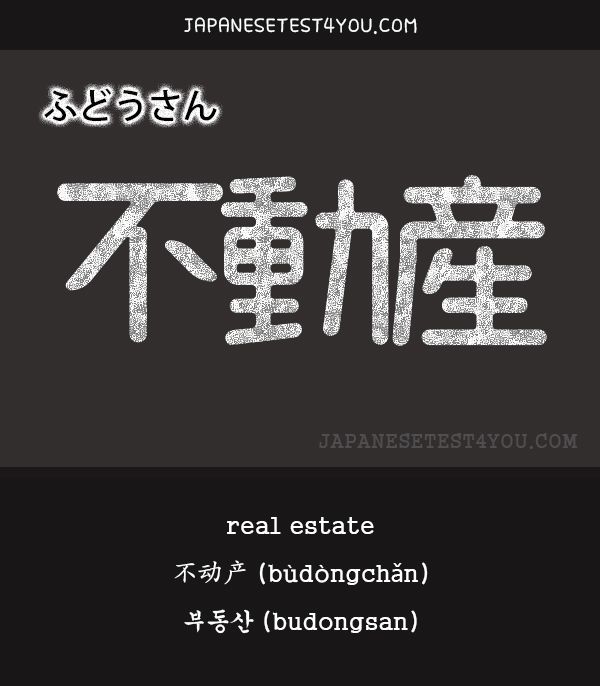 JAPANESETEST4YOU.COM
ふどうさん
不動産
JAPANESETEST4YOU.COM
real estate
不动产 (bùdòngchǎn)
부동산 (budongsan)